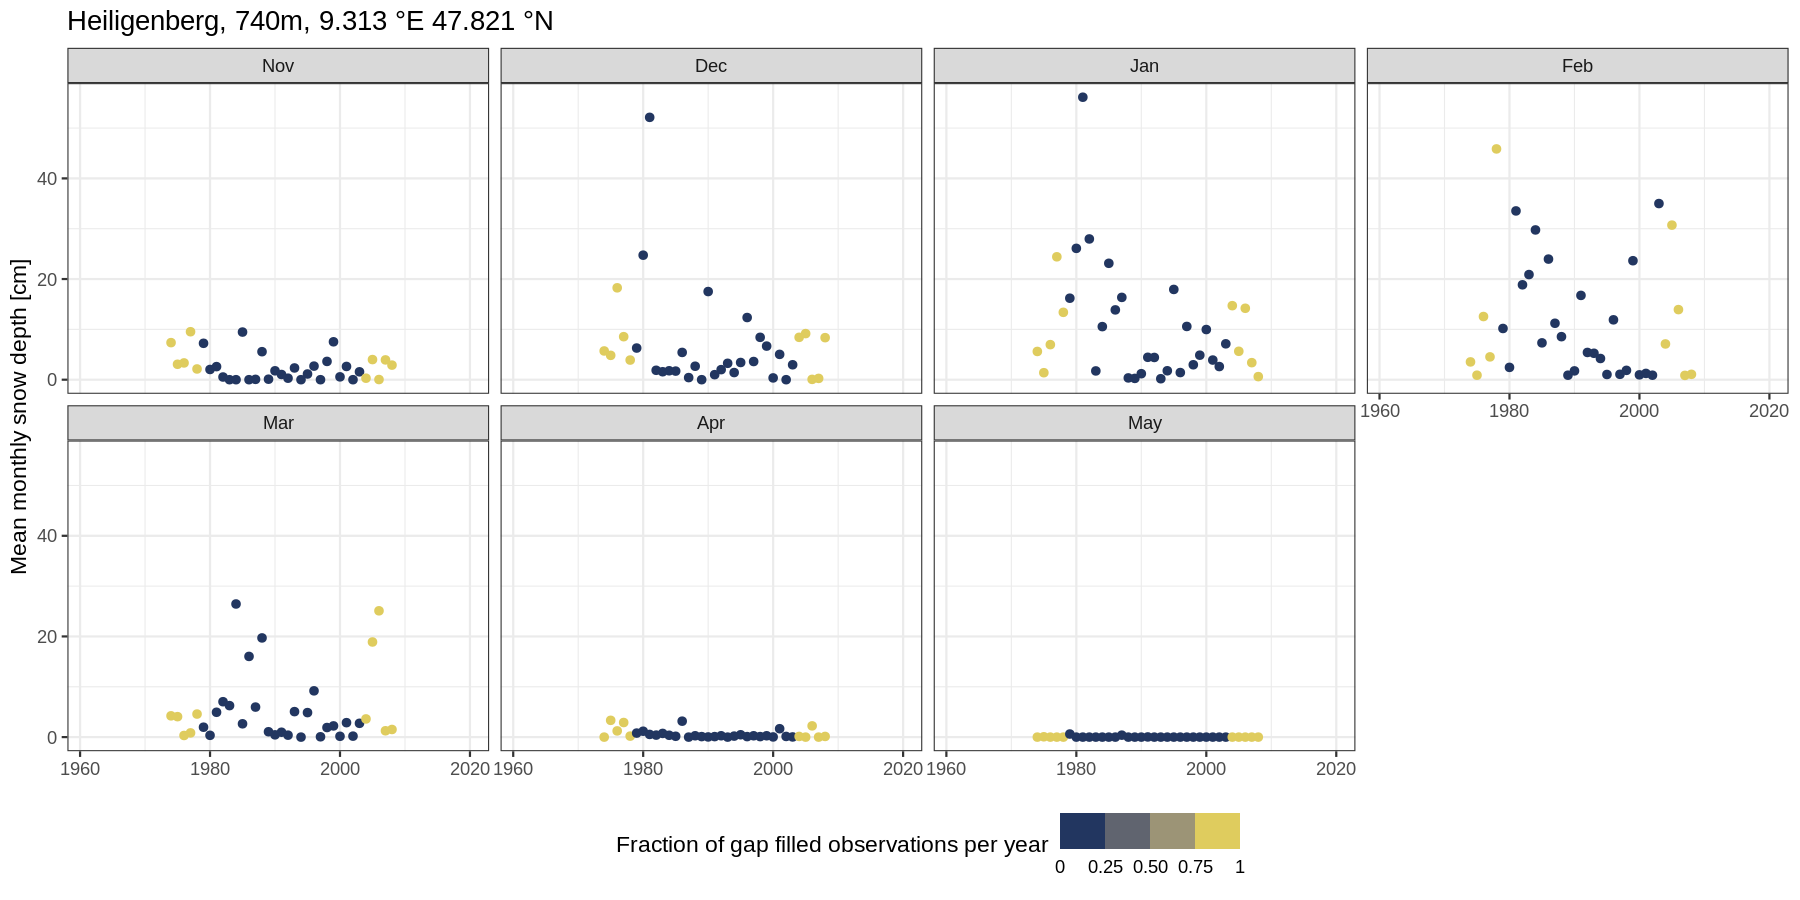 Heiligenberg, 740m, 9.313 °E 47.821 °N
Nov
Dec
Jan
Feb
Mean monthly snow depth [cm]
40
20
0
1960 1980 2000 2020
Mar
Apr
May
40
20
0
1960 1980 2000 2020
1960 1980 2000 2020
1960 1980 2000 2020
Fraction of gap filled observations per year
0 0.25 0.50 0.75 1